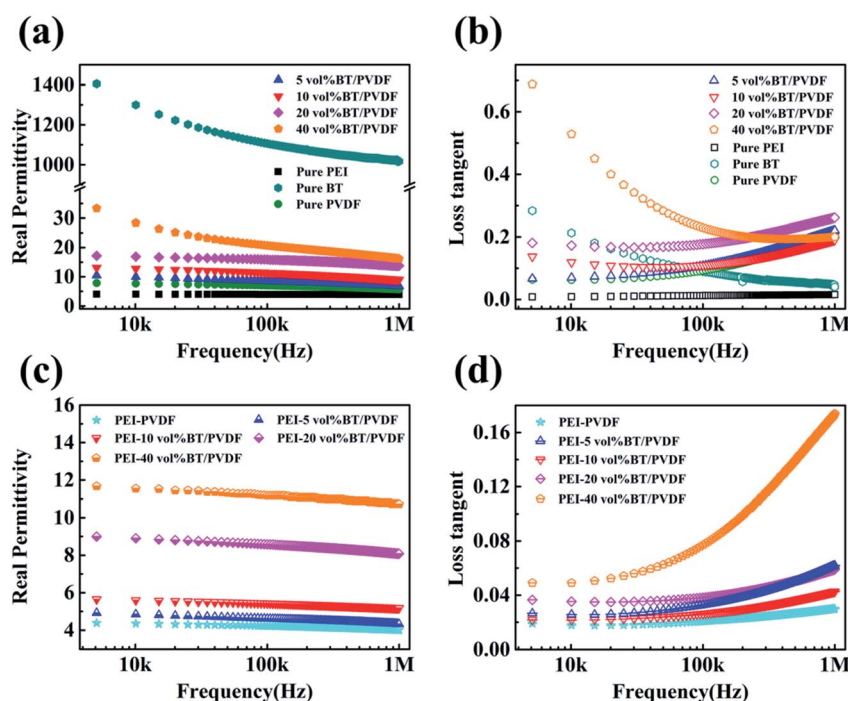 (a)
1400
1200
1000
30
20
10
0
Real Permittivity
5 vol%BT/PVDF
10 vol%BT/PVDF
20 vol%BT/PVDF
40 vol%BT/PVDF
Pure PEI
Pure BT
Pure PVDF
10k 100k 1M
Frequency(Hz)
(b)
0.6
0.4
0.2
0.0
Loss tangent
5 vol%BT/PVDF
10 vol%BT/PVDF
20 vol%BT/PVDF
40 vol%BT/PVDF
Pure PEI
Pure BT
Pure PVDF
10k 100k 1M
Frequency(Hz)
(c)
16
14
12
10
8
6
4
Real Permittivity
PEI-PVDF PEI-5 vol%BT/PVDF
PEI-10 vol%BT/PVDF PEI-20 vol%BT/PVDF
PEI-40 vol%BT/PVDF
10k 100k 1M
Frequency(Hz)
(d)
0.16
0.12
0.08
0.04
0.00
Loss tangent
PEI-PVDF
PEI-5 vol%BT/PVDF
PEI-10 vol%BT/PVDF
PEI-20 vol%BT/PVDF
PEI-40 vol%BT/PVDF
10k 100k 1M
Frequency(Hz)